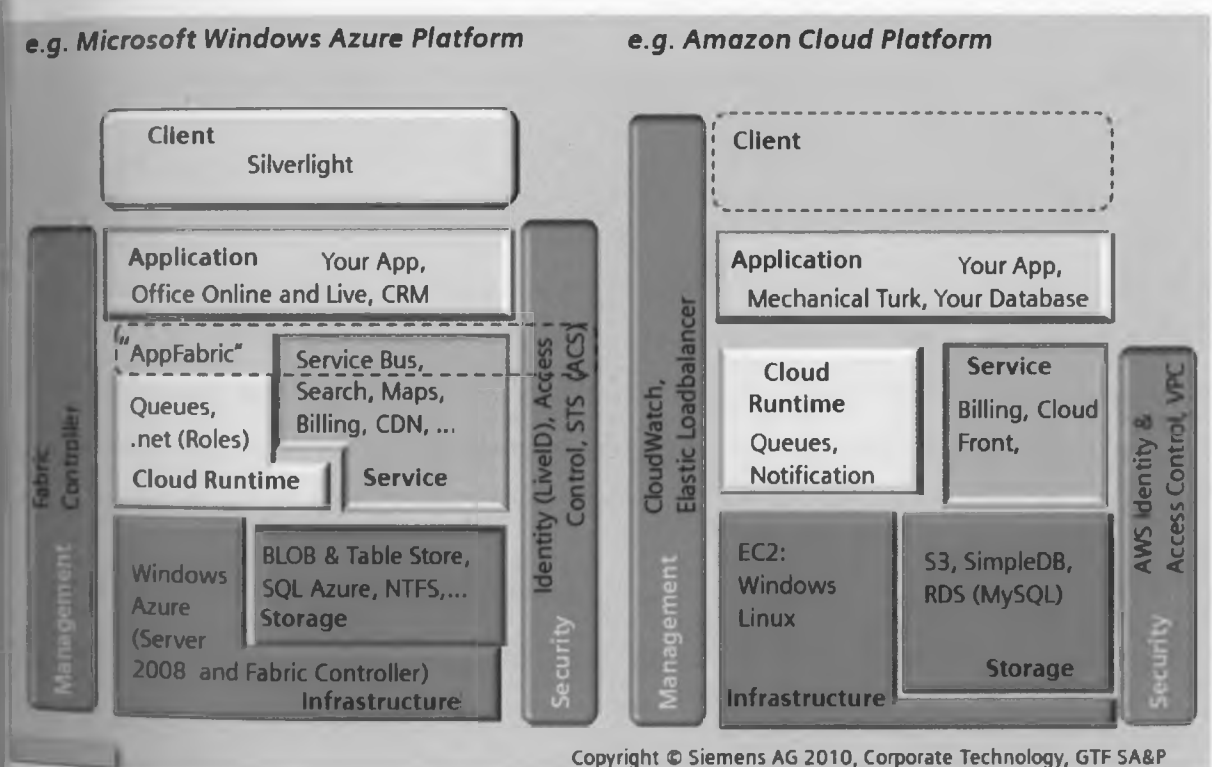 e.g. Microsoft Windows Azure Platform
Client
Silverlight
Fabric
Controller
Management
Application Your App,
Office Online and Live, CRM
"AppFabric"
Service Bus,
Search, Maps,
Billing, CDN, ...
Service
Queues,
.net (Roles)
Cloud Runtime
Windows
Azure
(Server
2008 and Fabric Controller)
Infrastructure
BLOB & Table Store,
SQL Azure, NTFS,...
Storage
Identity (LiveID), Access
Control, STS (ACS)
Security
e.g. Amazon Cloud Platform
CloudWatch,
Elastic Loadbalancer
Management
Client
Application Your App,
Mechanical Turk, Your Database
Cloud
Runtime
Queues,
Notification
Service
Billing, Cloud
Front,
EC2:
Windows
Linux
Infrastructure
S3, SimpleDB,
RDS (MySQL)
Storage
AWS Identity &
Access Control, VPC
Security
Copyright © Siemens AG 2010, Corporate Technology, GTF SA&P